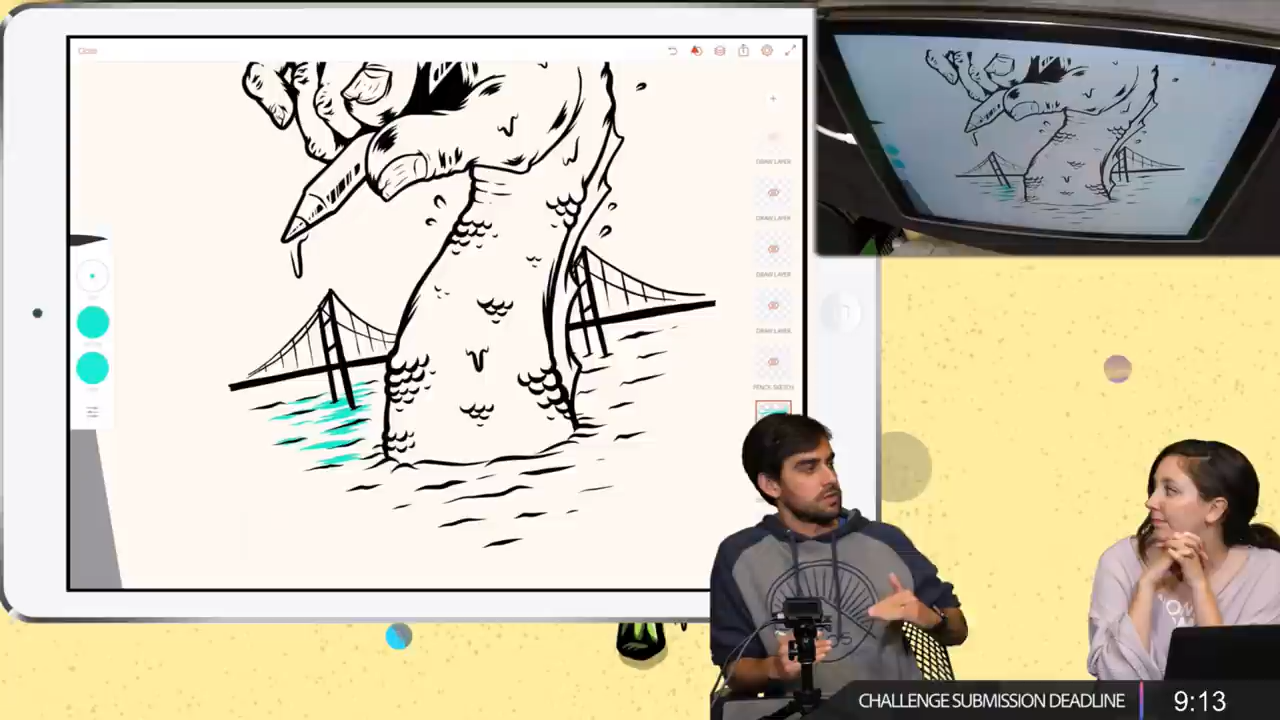 Close
DRAW LAYER
DRAW LAYER
DRAW LAYER
DRAW LAYER
PENCIL SKETCH
CHALLENGE SUBMISSION DEADLINE
9:13